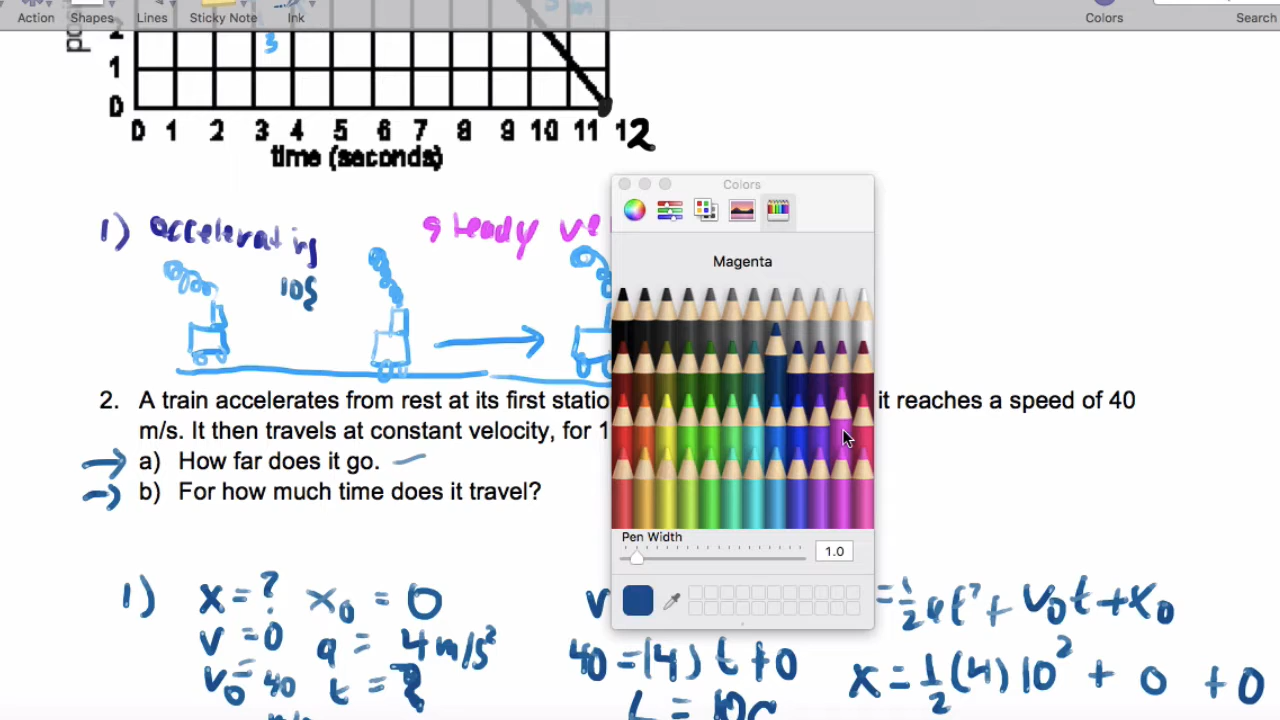 Action Shapes Lines Sticky Note Ink Colors Search
2
3
1
0
0 1 2 3 4 5 6 7 8 9 10 11 12
time (seconds)
Colors
1) accelerating steady ve
Magenta
10s
2. A train accelerates from rest at its first statio it reaches a speed of 40
m/s. It then travels at constant velocity, for 1
a) How far does it go.
b) For how much time does it travel?
Pen Width
1.0
1) x = ? x₀ = 0 v = ½at² + v₀t + x₀
v = 0 a = 4 m/s² 40 = (4) t + 0
x = ½ (4) 10² + 0 + 0
v₀ = 40 t = ?